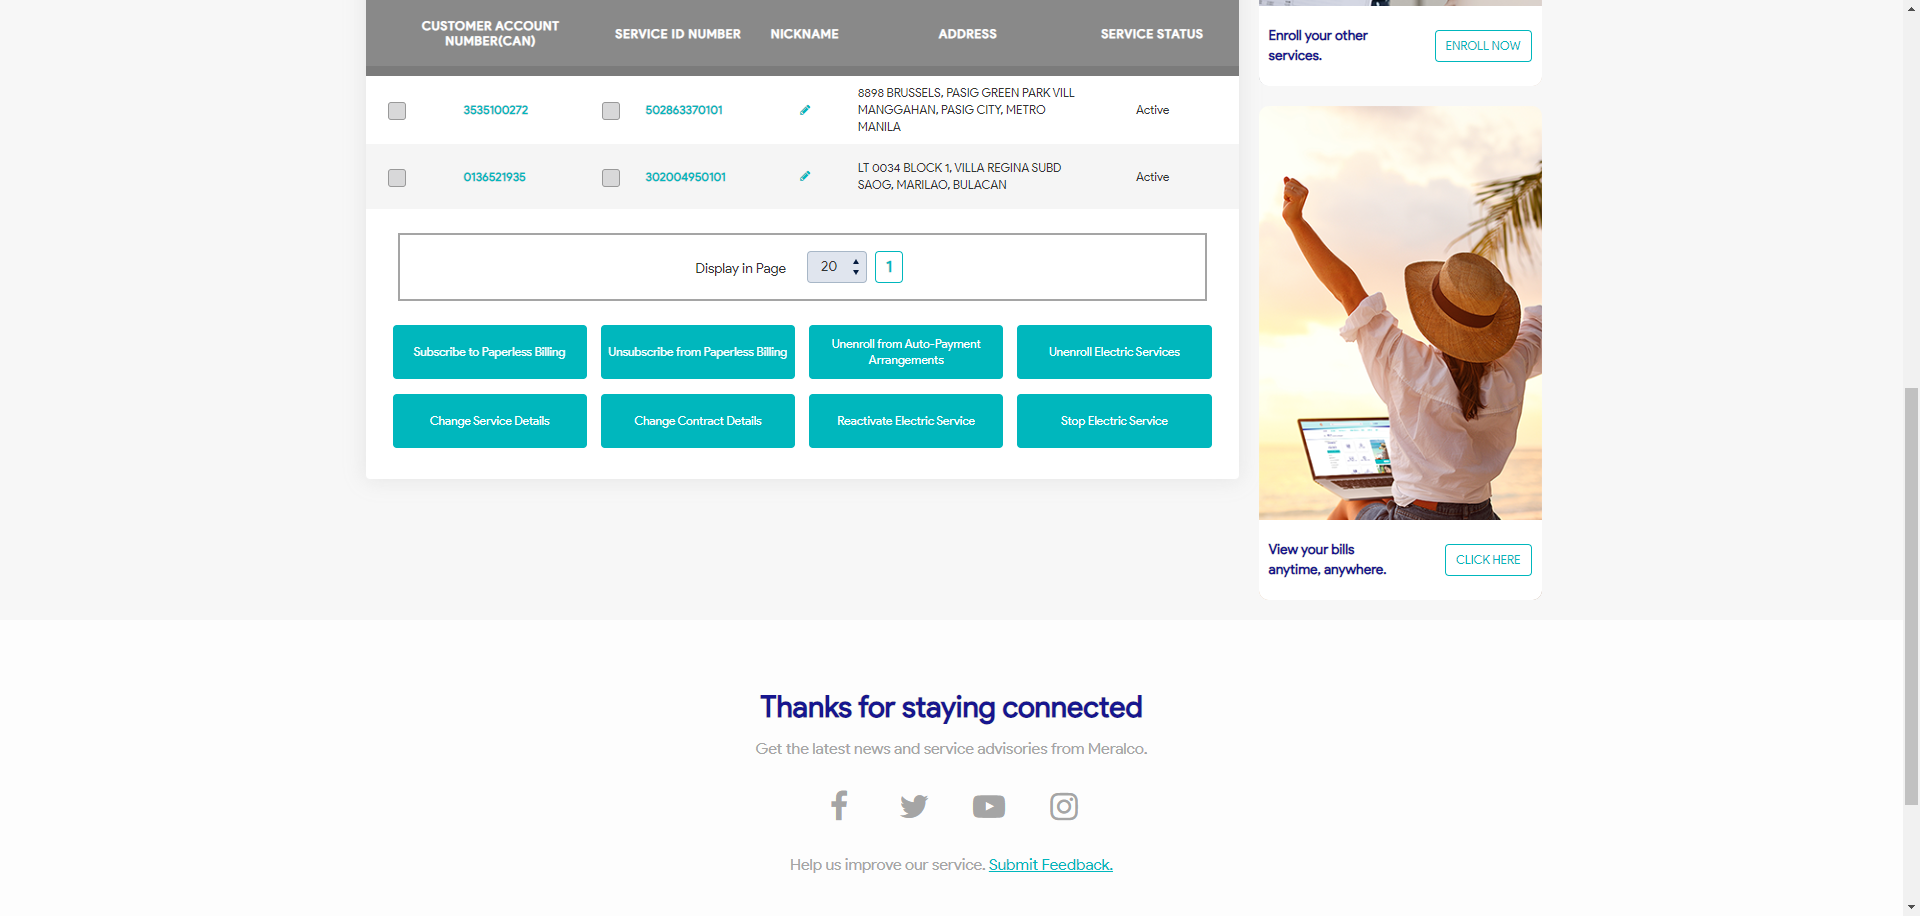 CUSTOMER ACCOUNT
NUMBER(CAN)
SERVICE ID NUMBER
NICKNAME
ADDRESS
SERVICE STATUS
3535100272
502863370101
8898 BRUSSELS, PASIG GREEN PARK VILL
MANGGAHAN, PASIG CITY, METRO
MANILA
Active
0136521935
302004950101
LT 0034 BLOCK 1, VILLA REGINA SUBD
SAOG, MARILAO, BULACAN
Active
Display in Page
20
1
Subscribe to Paperless Billing
Unsubscribe from Paperless Billing
Unenroll from Auto-Payment
Arrangements
Unenroll Electric Services
Change Service Details
Change Contract Details
Reactivate Electric Service
Stop Electric Service
Enroll your other
services.
ENROLL NOW
View your bills
anytime, anywhere.
CLICK HERE
Thanks for staying connected
Get the latest news and service advisories from Meralco.
Help us improve our service. Submit Feedback.